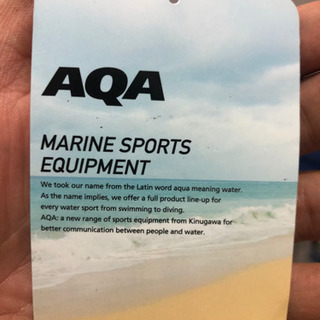 AQA
MARINE SPORTS
EQUIPMENT
We took our name from the Latin word aqua meaning water.
As the name implies, we offer a full product line-up for
every water sport from swimming to diving.
AQA: a new range of sports equipment from Kinugawa for
better communication between people and water.